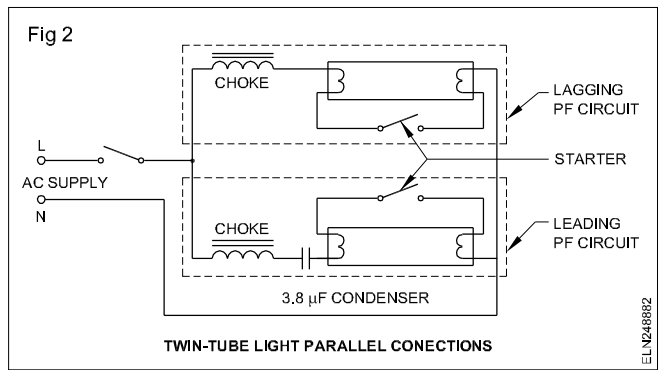 Fig 2
CHOKE
LAGGING
PF CIRCUIT
L
STARTER
AC SUPPLY
N
CHOKE
LEADING
PF CIRCUIT
3.8 µF CONDENSER
TWIN-TUBE LIGHT PARALLEL CONECTIONS
ELN248882